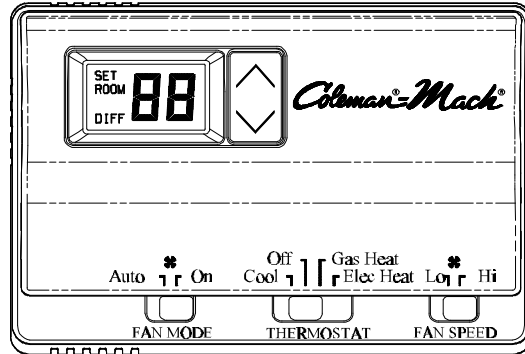 SET
ROOM
DIFF
88
Coleman®-Mack®
Off Gas Heat
Auto On Cool Elec Heat Lo Hi
FAN MODE THERMOSTAT FAN SPEED